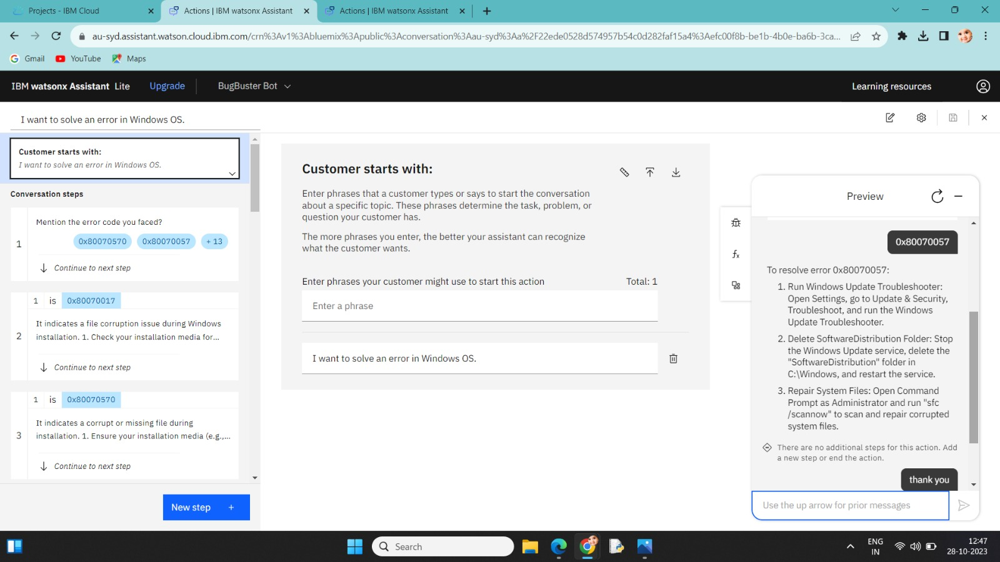 Projects - IBM Cloud
Actions | IBM watsonx Assistant
Actions | IBM watsonx Assistant
au-syd.assistant.watson.cloud.ibm.com/crn%3Av1%3Abluemix%3Apublic%3Aconversation%3Aau-syd%3Aa%2F22ede0528d574957b54c0d282faf15a4%3Aefc00f8b-be1b-4b0e-ba6b-3ca...
Gmail
YouTube
Maps
IBM watsonx Assistant Lite
Upgrade
BugBuster Bot
Learning resources
I want to solve an error in Windows OS.
Customer starts with:
I want to solve an error in Windows OS.
Conversation steps
1
Mention the error code you faced?
0x80070570
0x80070057
+ 13
Continue to next step
2
1 is 0x80070017
It indicates a file corruption issue during Windows
installation. 1. Check your installation media for...
Continue to next step
3
1 is 0x80070570
It indicates a corrupt or missing file during
installation. 1. Ensure your installation media (e.g.,...
Continue to next step
New step +
Customer starts with:
Enter phrases that a customer types or says to start the conversation
about a specific topic. These phrases determine the task, problem, or
question your customer has.
The more phrases you enter, the better your assistant can recognize
what the customer wants.
Enter phrases your customer might use to start this action
Total: 1
Enter a phrase
I want to solve an error in Windows OS.
fx
Preview
0x80070057
To resolve error 0x80070057:
1. Run Windows Update Troubleshooter:
Open Settings, go to Update & Security,
Troubleshoot, and run the Windows
Update Troubleshooter.
2. Delete SoftwareDistribution Folder: Stop
the Windows Update service, delete the
"SoftwareDistribution" folder in
C:\Windows, and restart the service.
3. Repair System Files: Open Command
Prompt as Administrator and run "sfc
/scannow" to scan and repair corrupted
system files.
There are no additional steps for this action. Add
a new step or end the action.
thank you
Use the up arrow for prior messages
Search
ENG
IN
12:47
28-10-2023